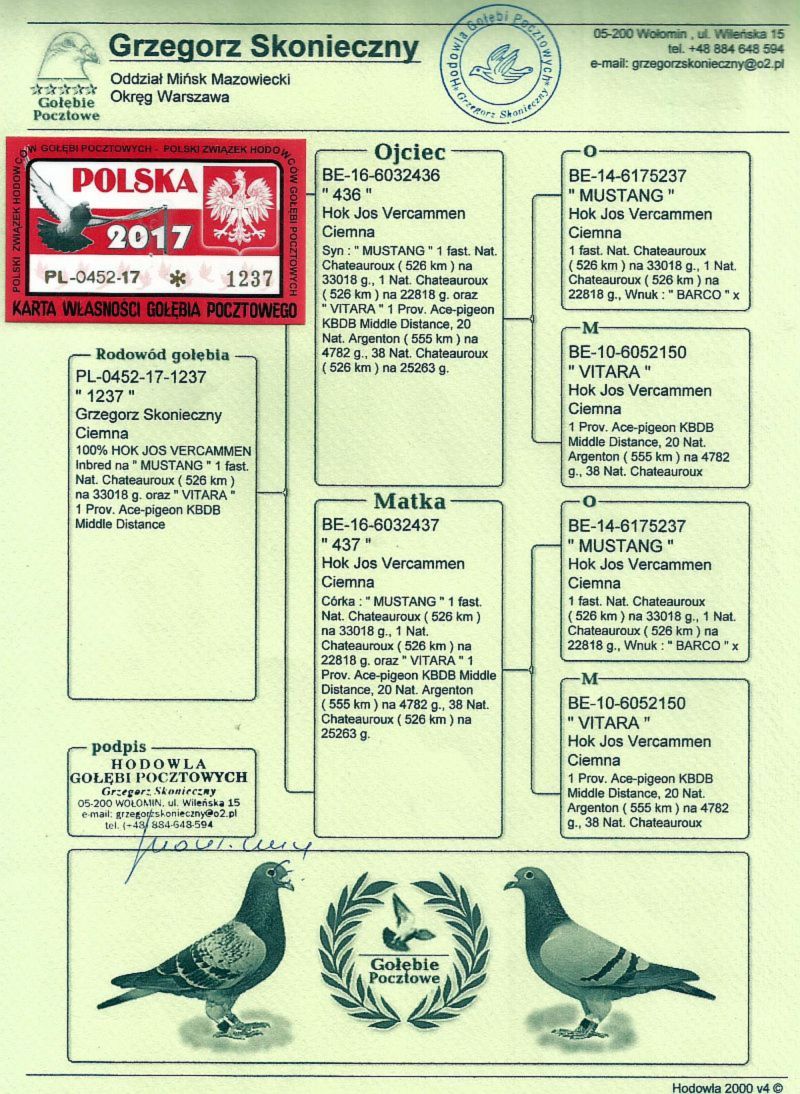 Grzegorz Skonieczny
Oddział Mińsk Mazowiecki
Okręg Warszawa
Gołębie
Pocztowe
Hodowla Gołębi Pocztowych
Grzegorz Skonieczny
05-200 Wołomin , ul. Wileńska 15
tel. +48 884 648 594
e-mail: grzegorzskonieczny@o2.pl
POLSKI ZWIĄZEK HODOWCÓW GOŁĘBI POCZTOWYCH - POLSKI ZWIĄZEK HODOWCÓW GOŁĘBI POCZTOWYCH
POLSKA
2017
PL-0452-17 * 1237
KARTA WŁASNOŚCI GOŁĘBIA POCZTOWEGO
Rodowód gołębia
PL-0452-17-1237
" 1237 "
Grzegorz Skonieczny
Ciemna
100% HOK JOS VERCAMMEN
Inbred na " MUSTANG " 1 fast.
Nat. Chateauroux ( 526 km )
na 33018 g. oraz " VITARA "
1 Prov. Ace-pigeon KBDB
Middle Distance
Ojciec
BE-16-6032436
" 436 "
Hok Jos Vercammen
Ciemna
Syn : " MUSTANG " 1 fast. Nat.
Chateauroux ( 526 km ) na
33018 g., 1 Nat. Chateauroux
( 526 km ) na 22818 g. oraz
" VITARA " 1 Prov. Ace-pigeon
KBDB Middle Distance, 20
Nat. Argenton ( 555 km ) na
4782 g., 38 Nat. Chateauroux
( 526 km ) na 25263 g.
O
BE-14-6175237
" MUSTANG "
Hok Jos Vercammen
Ciemna
1 fast. Nat. Chateauroux
( 526 km ) na 33018 g., 1 Nat.
Chateauroux ( 526 km ) na
22818 g., Wnuk : " BARCO " x
M
BE-10-6052150
" VITARA "
Hok Jos Vercammen
Ciemna
1 Prov. Ace-pigeon KBDB
Middle Distance, 20 Nat.
Argenton ( 555 km ) na 4782
g., 38 Nat. Chateauroux
Matka
BE-16-6032437
" 437 "
Hok Jos Vercammen
Ciemna
Córka : " MUSTANG " 1 fast.
Nat. Chateauroux ( 526 km )
na 33018 g., 1 Nat.
Chateauroux ( 526 km ) na
22818 g. oraz " VITARA " 1
Prov. Ace-pigeon KBDB Middle
Distance, 20 Nat. Argenton
( 555 km ) na 4782 g., 38 Nat.
Chateauroux ( 526 km ) na
25263 g.
O
BE-14-6175237
" MUSTANG "
Hok Jos Vercammen
Ciemna
1 fast. Nat. Chateauroux
( 526 km ) na 33018 g., 1 Nat.
Chateauroux ( 526 km ) na
22818 g., Wnuk : " BARCO " x
M
BE-10-6052150
" VITARA "
Hok Jos Vercammen
Ciemna
1 Prov. Ace-pigeon KBDB
Middle Distance, 20 Nat.
Argenton ( 555 km ) na 4782
g., 38 Nat. Chateauroux
podpis
HODOWLA
GOŁĘBI POCZTOWYCH
Grzegorz Skonieczny
05-200 WOŁOMIN, ul. Wileńska 15
e-mail: grzegorzskonieczny@o2.pl
tel. (+48) 884-648-594
Gołębie
Pocztowe
Hodowla 2000 v4 ©